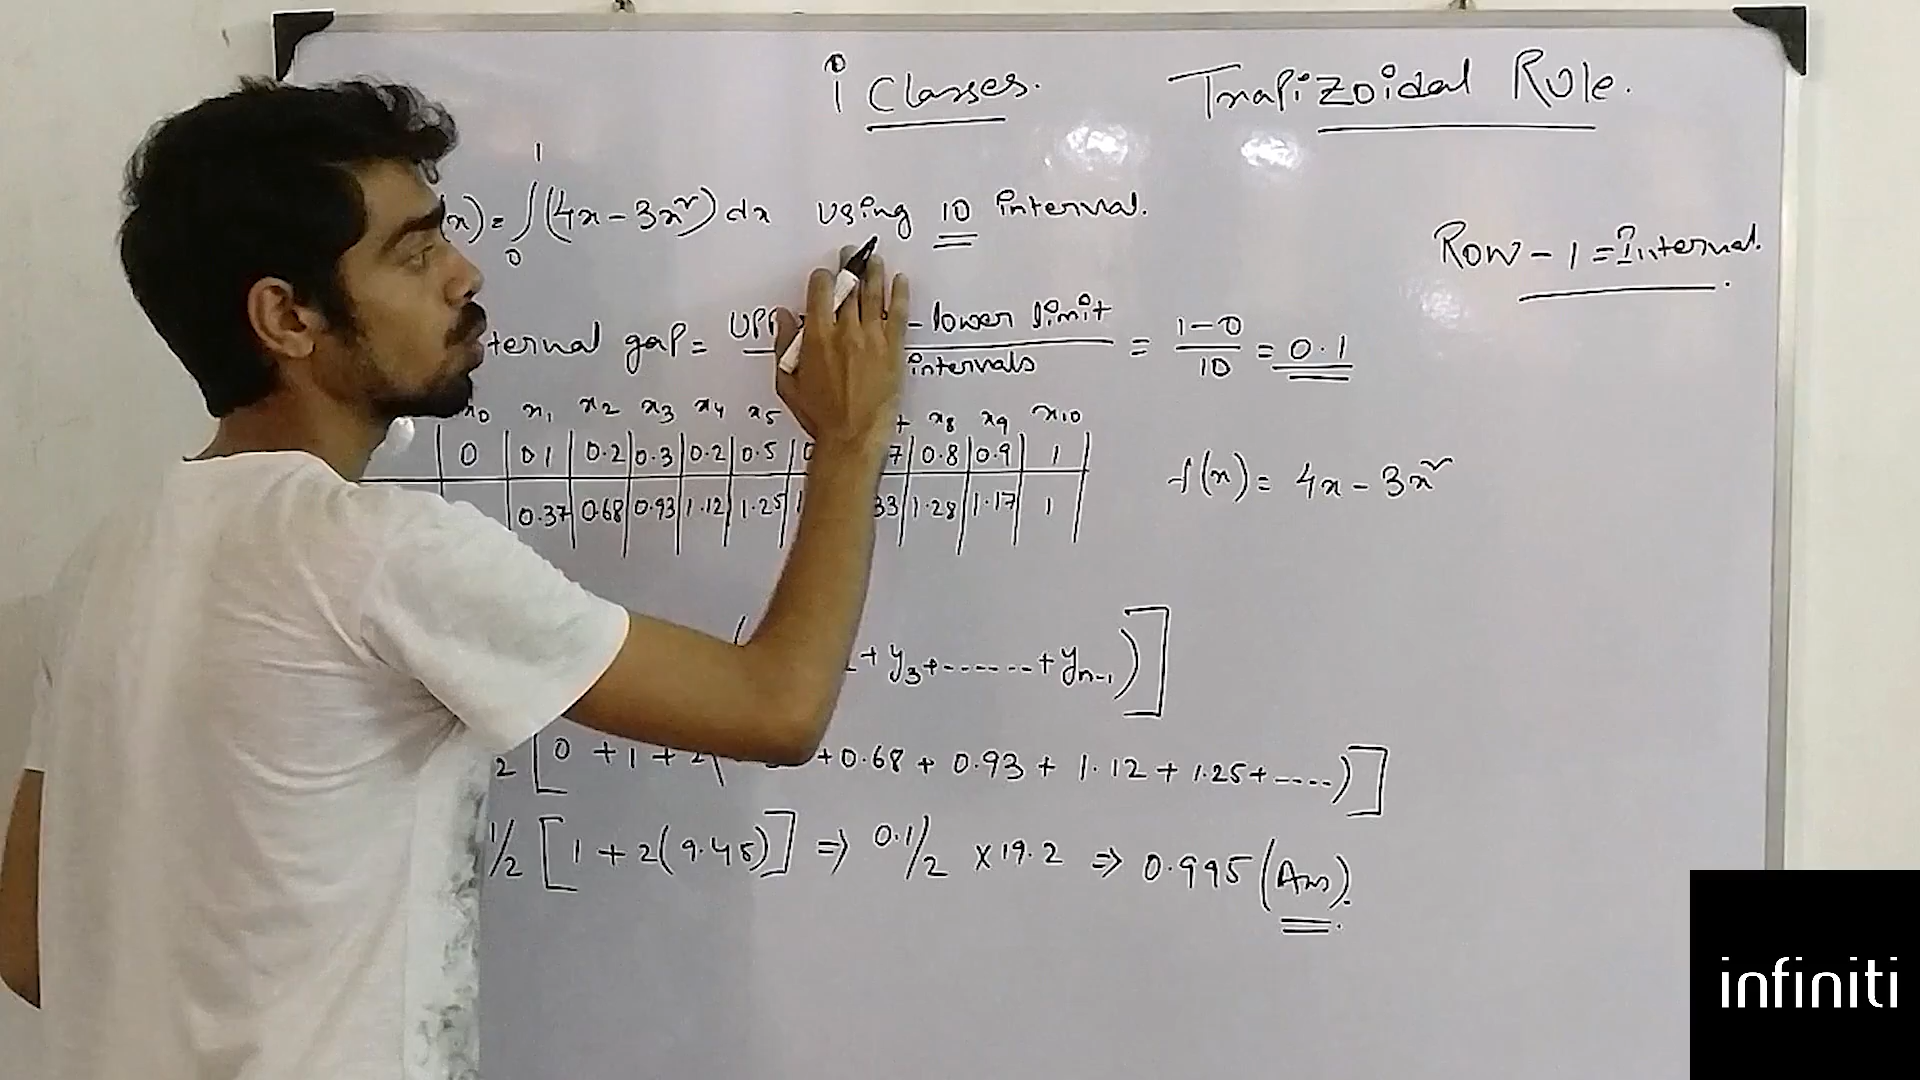 i Classes. Trapizoidal Rule.
1
x) = ∫ (4x - 3x²) dx using 10 interval.
0
Row - 1 = Interval.
terval gap = UPP - lower limit = 1-0 = 0.1
intervals 10
x0 x1 x2 x3 x4 x5 x8 x9 x10
0 0.1 0.2 0.3 0.2 0.5 0 7 0.8 0.9 1
f(x) = 4x - 3x²
0.37 0.68 0.93 1.12 1.25 1 33 1.28 1.17 1
+ y3 + ...... + yn-1)]
2 [0 + 1 + 2( + 0.68 + 0.93 + 1.12 + 1.25 + ....)]
1/2 [1 + 2(9.45)] ⇒ 0.1/2 × 19.2 ⇒ 0.995 (Ans).
infiniti